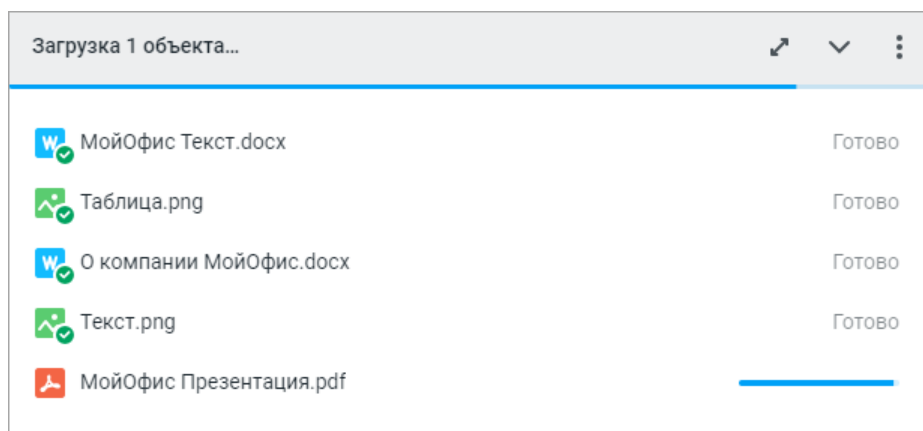 Загрузка 1 объекта...
МойОфис Текст.docx Готово
Таблица.png Готово
О компании МойОфис.docx Готово
Текст.png Готово
МойОфис Презентация.pdf